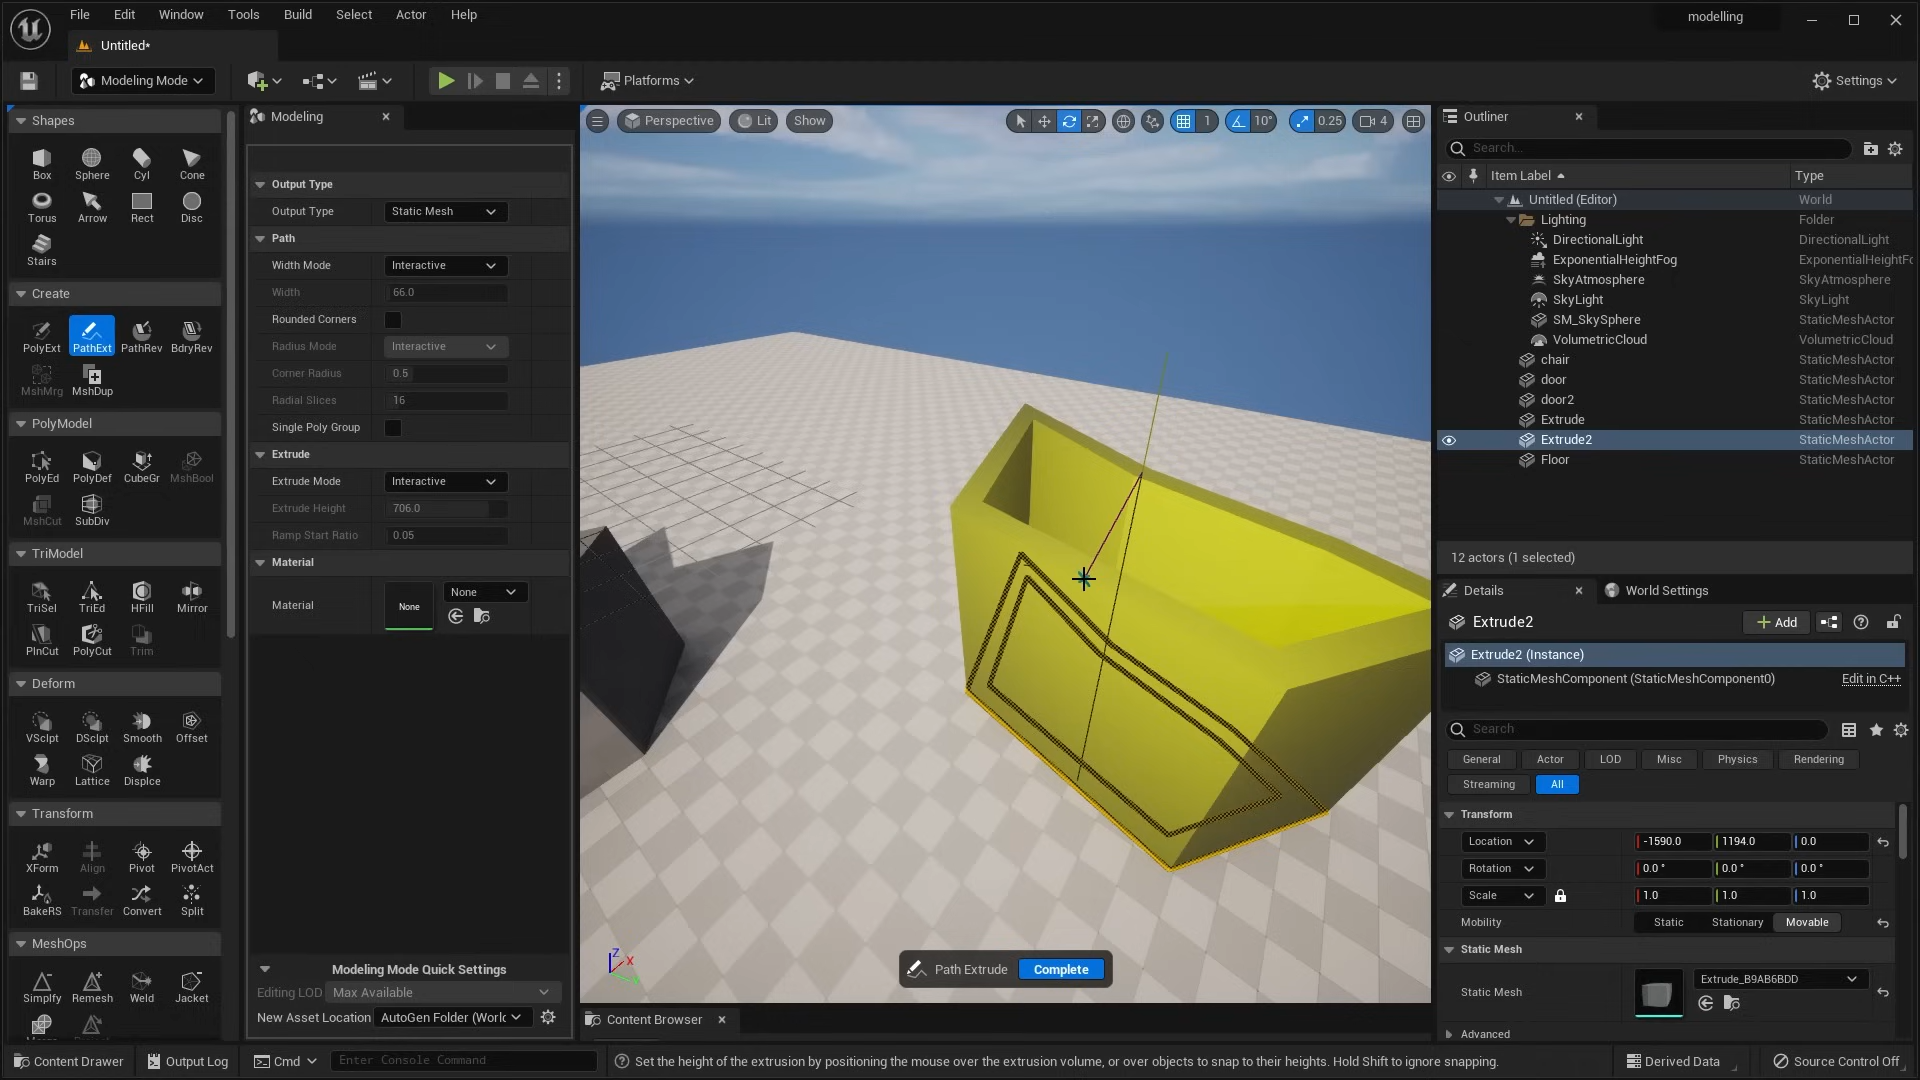 File Edit Window Tools Build Select Actor Help
modelling
Untitled*
Modeling Mode
Platforms
Settings
Shapes
Box Sphere Cyl Cone
Torus Arrow Rect Disc
Stairs
Create
PolyExt PathExt PathRev BdryRev
MshMrg MshDup
PolyModel
PolyEd PolyDef CubeGr MshBool
MshCut SubDiv
TriModel
TriSel TriEd HFill Mirror
PlnCut PolyCut Trim
Deform
VSclpt DSclpt Smooth Offset
Warp Lattice Displce
Transform
XForm Align Pivot PivotAct
BakeRS Transfer Convert Split
MeshOps
Simplfy Remesh Weld Jacket
Modeling
Output Type
Output Type Static Mesh
Path
Width Mode Interactive
Width 66.0
Rounded Corners
Radius Mode Interactive
Corner Radius 0.5
Radial Slices 16
Single Poly Group
Extrude
Extrude Mode Interactive
Extrude Height 706.0
Ramp Start Ratio 0.05
Material
Material None None
Modeling Mode Quick Settings
Editing LOD Max Available
New Asset Location AutoGen Folder (Worl
Perspective Lit Show
1 10° 0.25 4
Z X
Path Extrude Complete
Content Browser
Outliner
Search...
Item Label Type
Untitled (Editor) World
Lighting Folder
DirectionalLight DirectionalLight
ExponentialHeightFog ExponentialHeightFo
SkyAtmosphere SkyAtmosphere
SkyLight SkyLight
SM_SkySphere StaticMeshActor
VolumetricCloud VolumetricCloud
chair StaticMeshActor
door StaticMeshActor
door2 StaticMeshActor
Extrude StaticMeshActor
Extrude2 StaticMeshActor
Floor StaticMeshActor
12 actors (1 selected)
Details World Settings
Extrude2 Add
Extrude2 (Instance)
StaticMeshComponent (StaticMeshComponent0) Edit in C++
Search
General Actor LOD Misc Physics Rendering
Streaming All
Transform
Location -1590.0 1194.0 0.0
Rotation 0.0 ° 0.0 ° 0.0 °
Scale 1.0 1.0 1.0
Mobility Static Stationary Movable
Static Mesh
Static Mesh Extrude_B9AB6BDD
Advanced
Content Drawer Output Log Cmd Enter Console Command
Set the height of the extrusion by positioning the mouse over the extrusion volume, or over objects to snap to their heights. Hold Shift to ignore snapping.
Derived Data Source Control Off